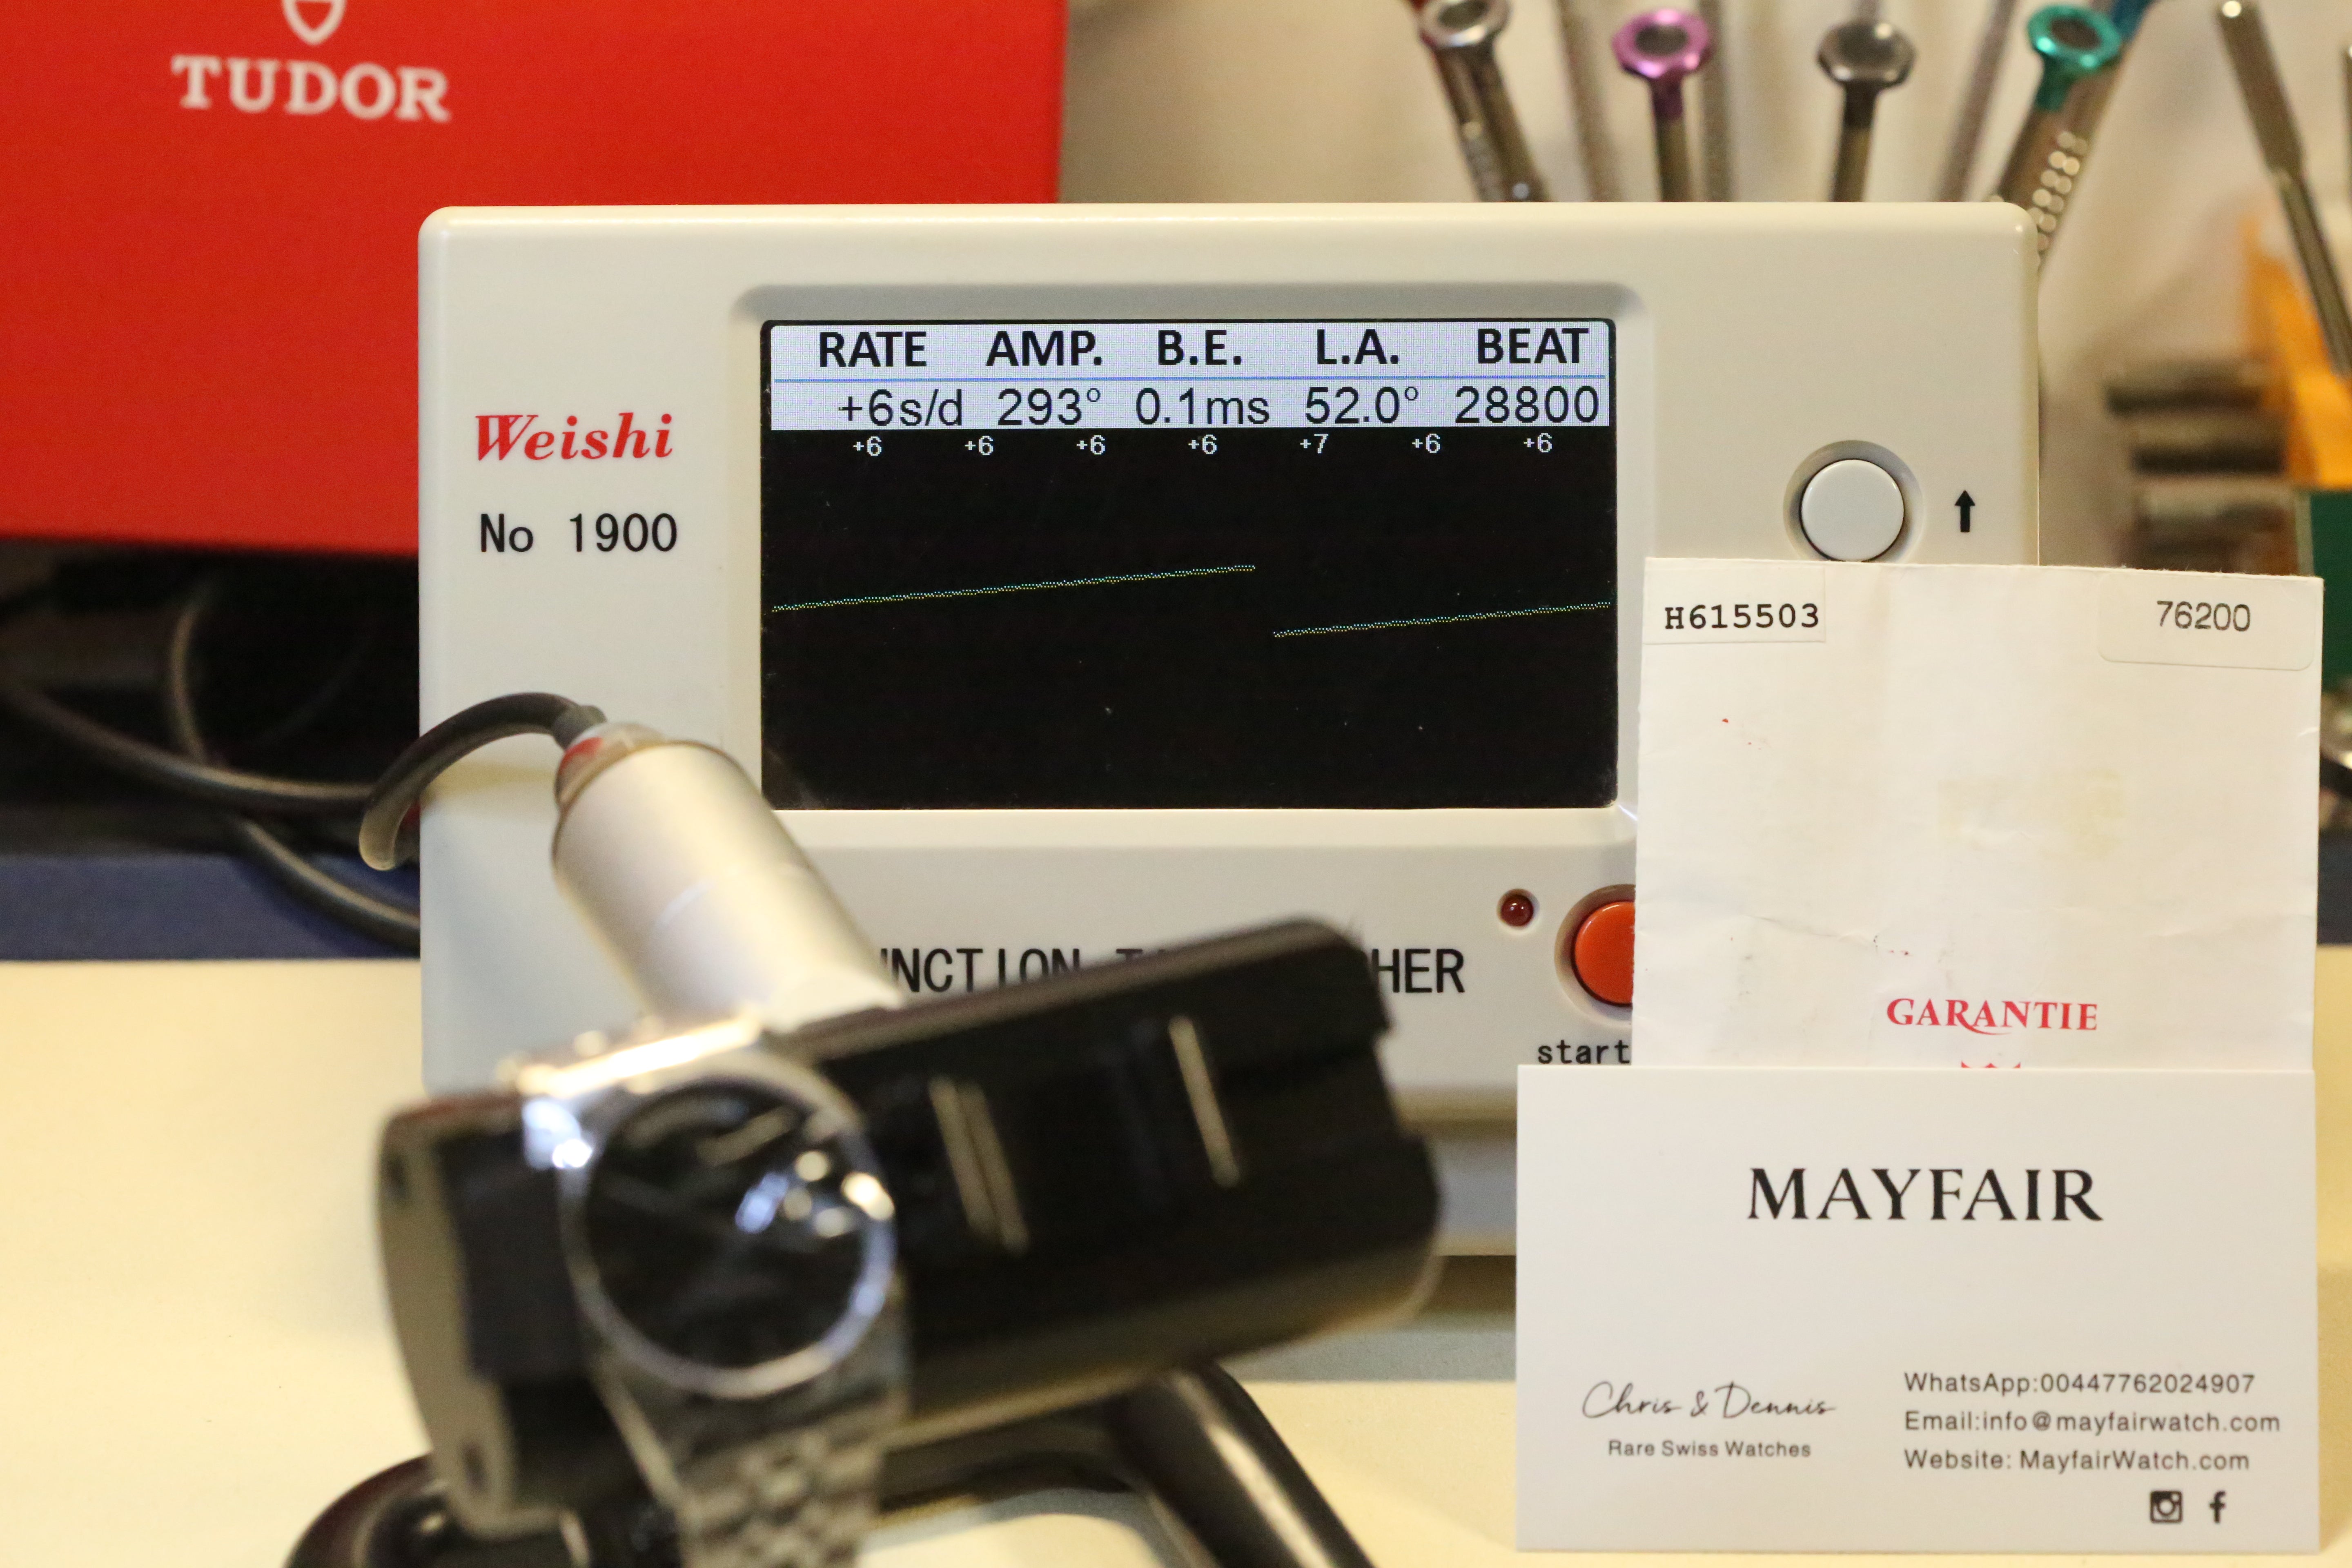 TUDOR
RATE AMP. B.E. L.A. BEAT
+6s/d 293° 0.1ms 52.0° 28800
+6 +6 +6 +6 +7 +6 +6
Weishi
No 1900
H615503
76200
HER
start
GARANTIE
MAYFAIR
Chris & Dennis
Rare Swiss Watches
WhatsApp:00447762024907
Email:info@mayfairwatch.com
Website: MayfairWatch.com